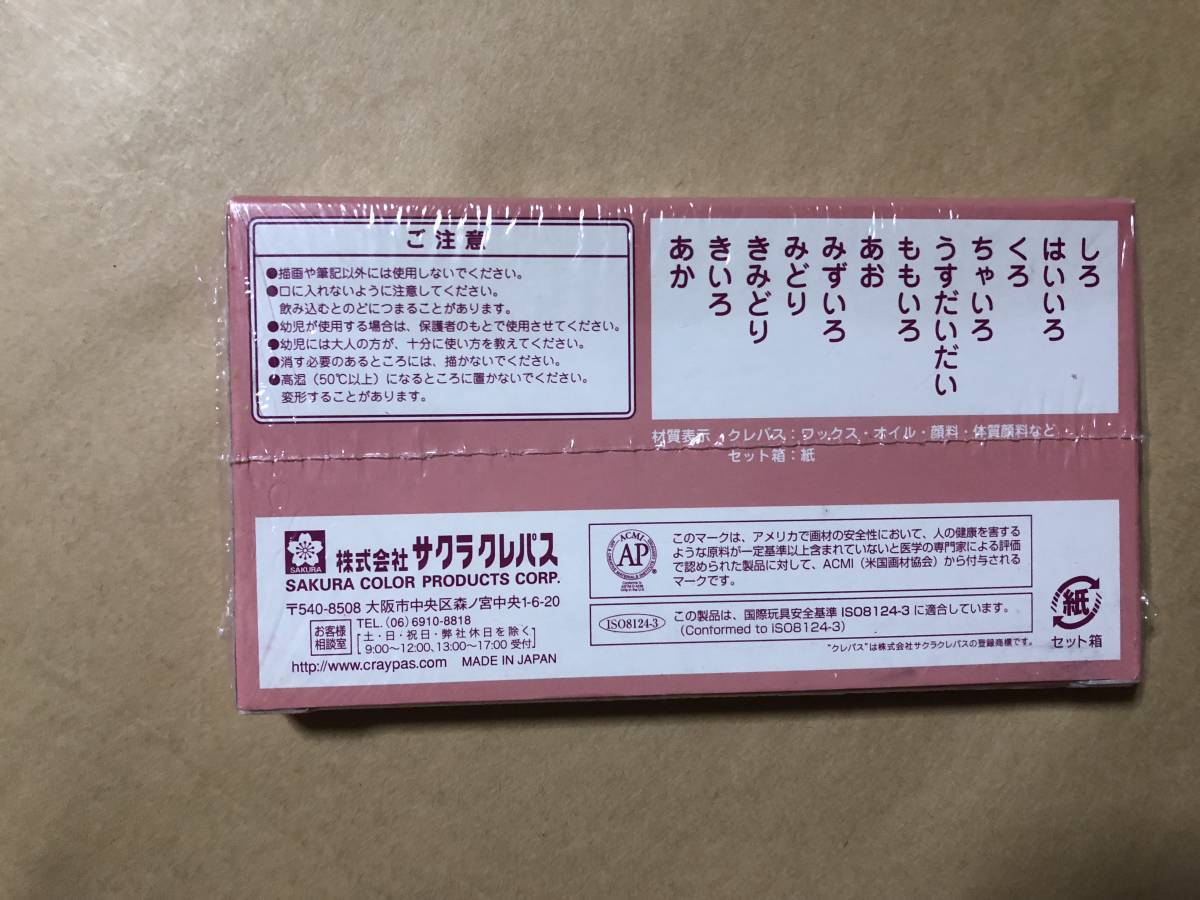 ご注意
●描画や筆記以外には使用しないでください。
●口に入れないように注意してください。
飲み込むとのどにつまることがあります。
●幼児が使用する場合は、保護者のもとで使用させてください。
●幼児には大人の方が、十分に使い方を教えてください。
●消す必要のあるところには、描かないでください。
●高温（50℃以上）になるところに置かないでください。
変形することがあります。
しろ
はいいろ
くろ
ちゃいろ
うすだいだい
ももいろ
あお
みずいろ
みどり
きみどり
きいろ
あか
材質表示　クレパス：ワックス・オイル・顔料・体質顔料など
セット箱：紙
SAKURA
株式会社 サクラクレパス
SAKURA COLOR PRODUCTS CORP.
〒540-8508 大阪市中央区森ノ宮中央1-6-20
お客様
相談室
TEL.（06）6910-8818
［土・日・祝日・弊社休日を除く
9:00〜12:00、13:00〜17:00 受付］
http://www.craypas.com MADE IN JAPAN
ACMI
AP
このマークは、アメリカで画材の安全性において、人の健康を害する
ような原料が一定基準以上含まれていないと医学の専門家による評価
で認められた製品に対して、ACMI（米国画材協会）から付与される
マークです。
ISO8124-3
この製品は、国際玩具安全基準 ISO8124-3 に適合しています。
（Conformed to ISO8124-3）
"クレパス"は株式会社サクラクレパスの登録商標です。
紙
セット箱